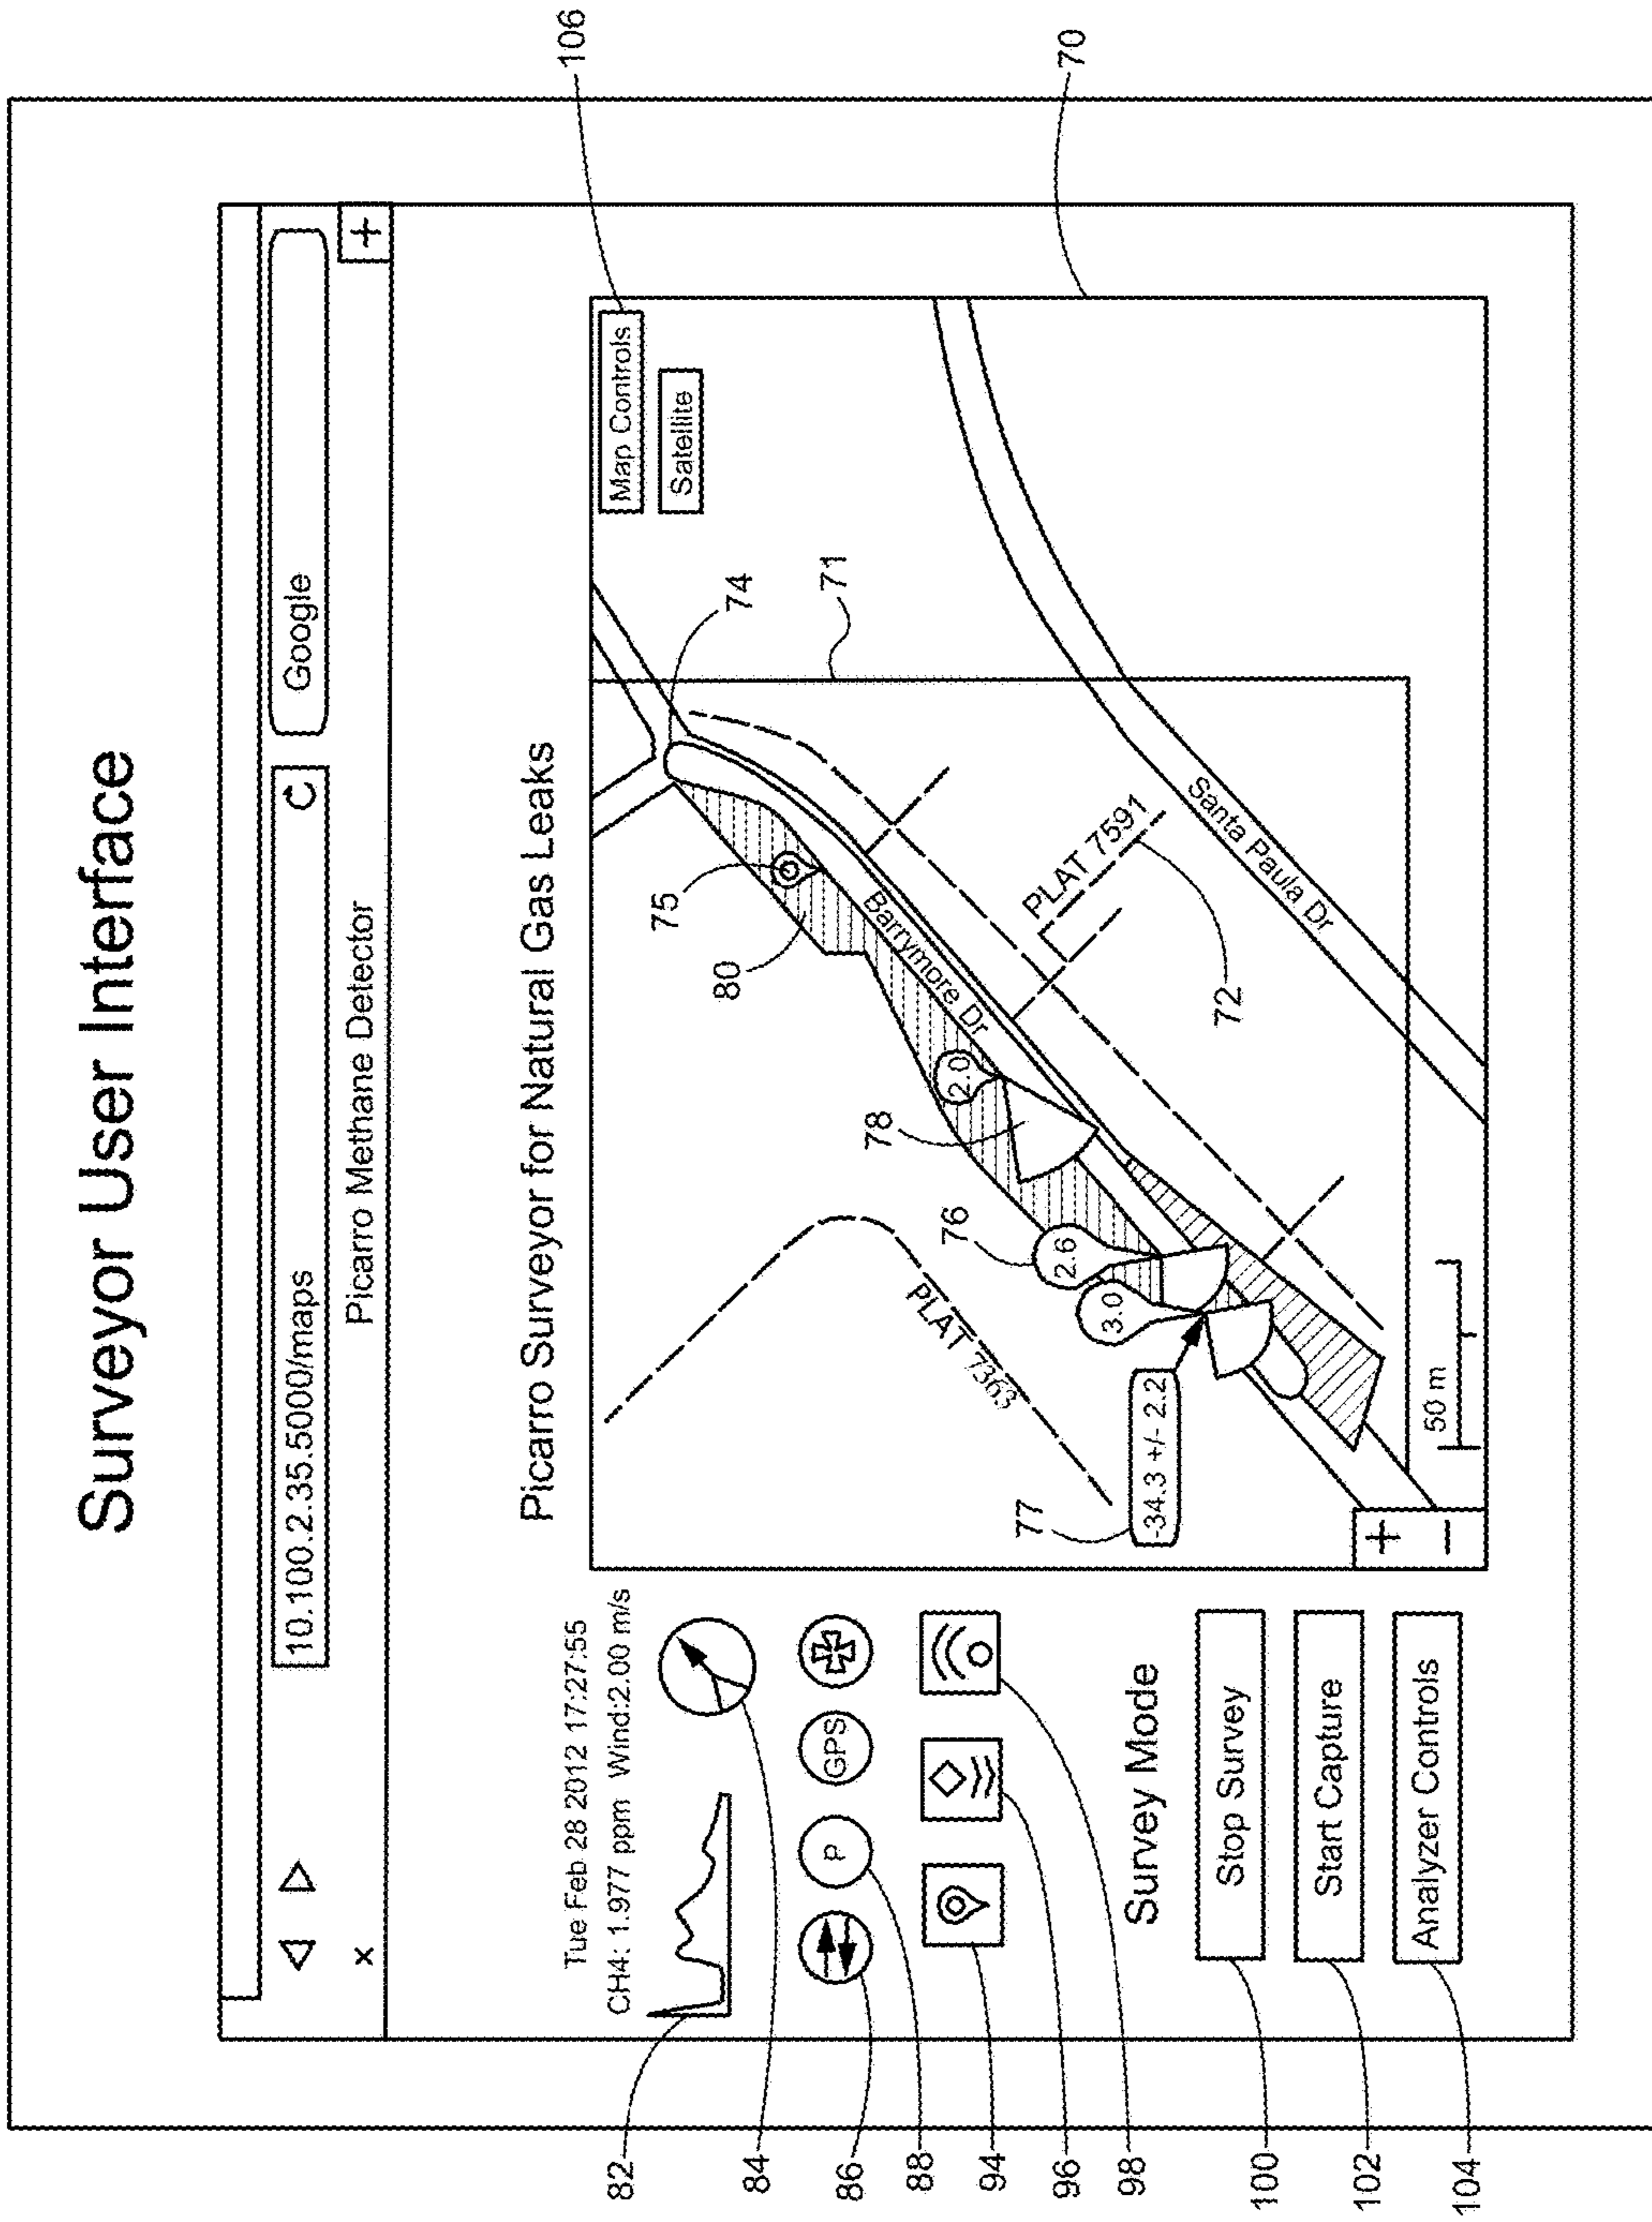 Surveyor User Interface
10.100.2.35.5000/maps
Google
Picarro Methane Detector
x
+
Picarro Surveyor for Natural Gas Leaks
Tue Feb 28 2012 17:27:55
CH4: 1.977 ppm Wind:2.00 m/s
P
GPS
Survey Mode
Stop Survey
Start Capture
Analyzer Controls
Map Controls
Satellite
Barrymore Dr
Santa Paula Dr
PLAT 7591
PLAT 7363
2.0
2.6
3.0
-34.3 +/- 2.2
50 m
+
−
82
84
86
88
94
96
98
100
102
104
106
70
71
74
75
80
72
78
76
77